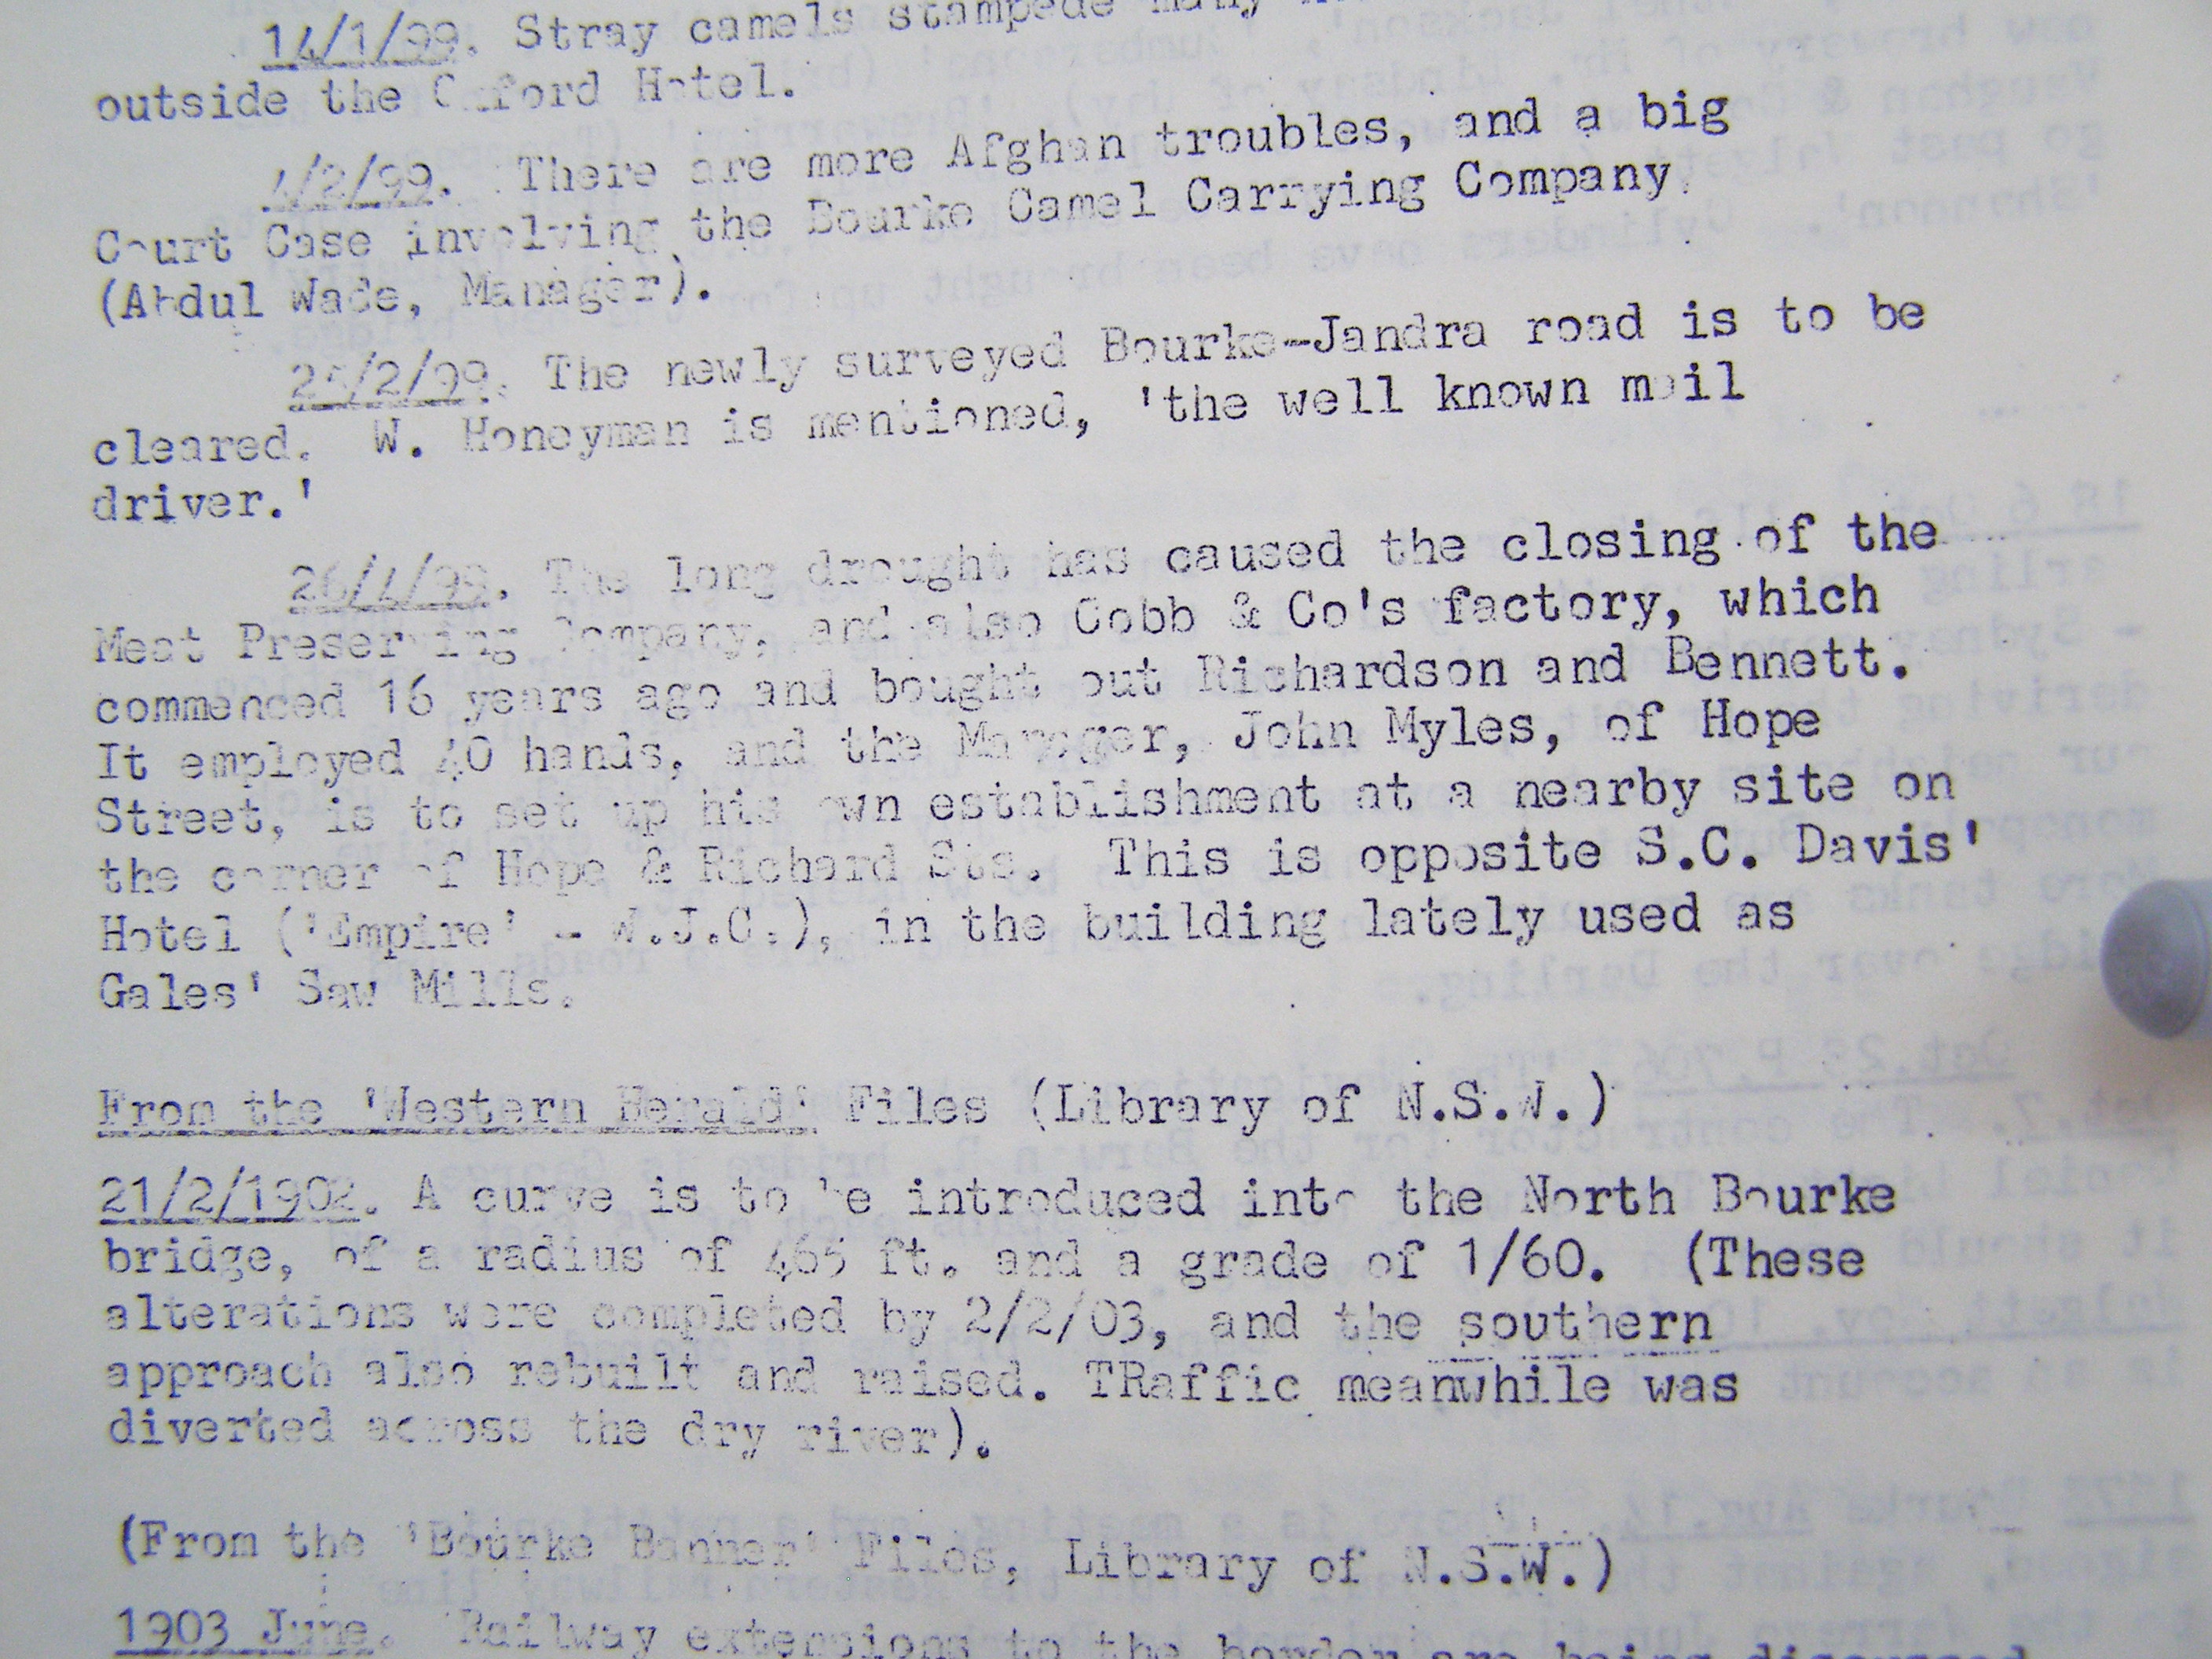 14/1/99. Stray camels stampede many
outside the Oxford Hotel.
4/2/99. There are more Afghan troubles, and a big
Court Case involving the Bourke Camel Carrying Company.
(Abdul Wade, Manager).
25/2/99. The newly surveyed Bourke-Jandra road is to be
cleared. W. Honeyman is mentioned, 'the well known mail
driver.'
26/4/99. The long drought has caused the closing of the
Meat Preserving Company, and also Cobb & Co's factory, which
commenced 16 years ago and bought out Richardson and Bennett.
It employed 40 hands, and the Manager, John Myles, of Hope
Street, is to set up his own establishment at a nearby site on
the corner of Hope & Richard Sts. This is opposite S.C. Davis'
Hotel ('Empire' - W.J.C.), in the building lately used as
Gales' Saw Mills.
From the 'Western Herald' Files (Library of N.S.W.)
21/2/1902. A curve is to be introduced into the North Bourke
bridge, of a radius of 465 ft. and a grade of 1/60. (These
alterations were completed by 2/2/03, and the southern
approach also rebuilt and raised. TRaffic meanwhile was
diverted across the dry river).
(From the 'Bourke Banner' Files, Library of N.S.W.)
1903 June. Railway extensions to the border are being discussed